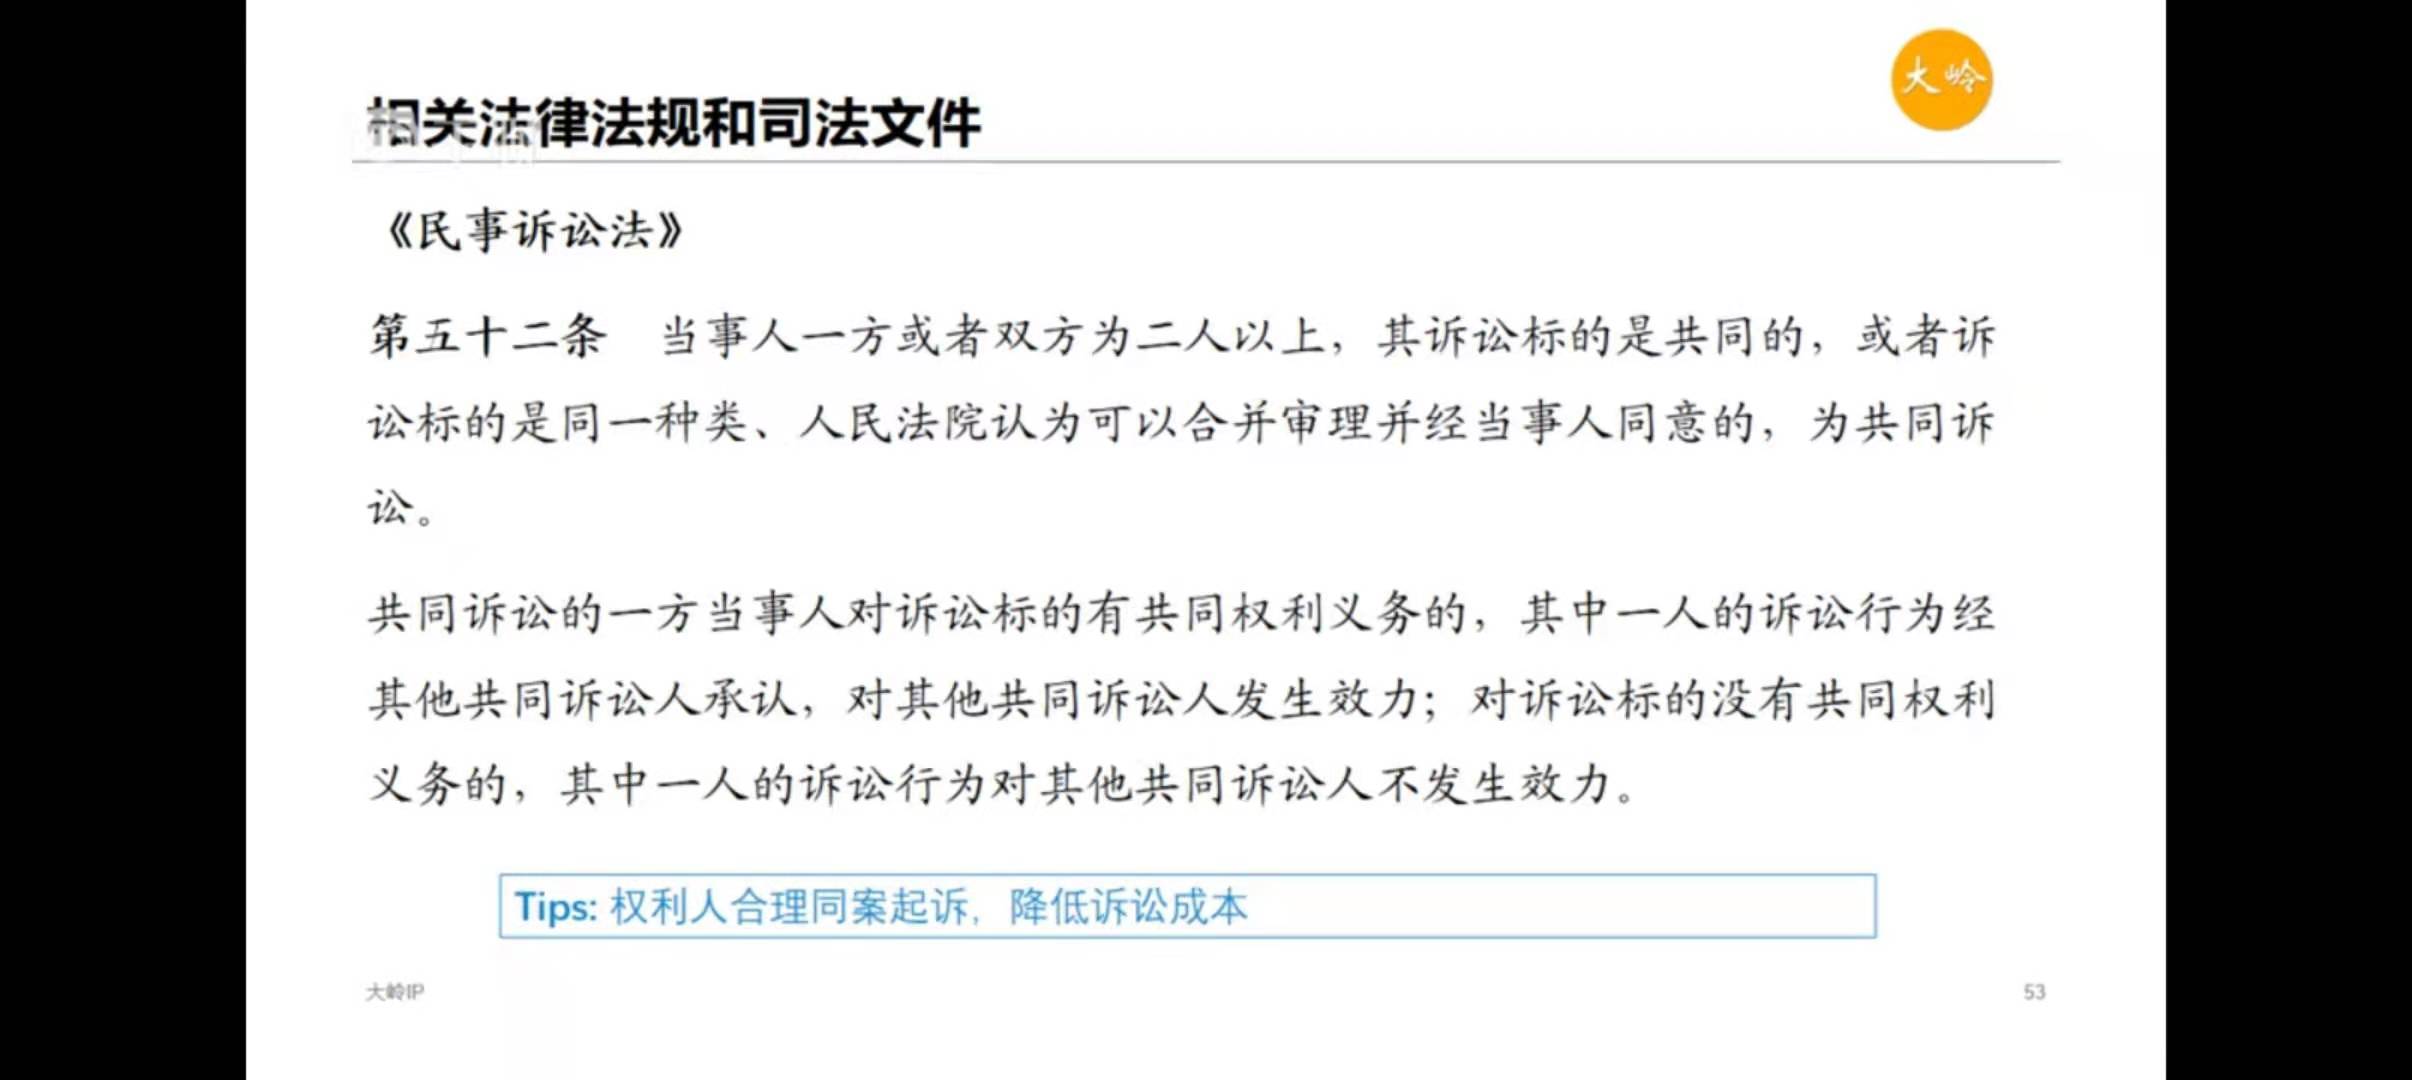 大岭
相关法律法规和司法文件
《民事诉讼法》
第五十二条 当事人一方或者双方为二人以上，其诉讼标的是共同的，或者诉
讼标的是同一种类、人民法院认为可以合并审理并经当事人同意的，为共同诉
讼。
共同诉讼的一方当事人对诉讼标的有共同权利义务的，其中一人的诉讼行为经
其他共同诉讼人承认，对其他共同诉讼人发生效力；对诉讼标的没有共同权利
义务的，其中一人的诉讼行为对其他共同诉讼人不发生效力。
Tips: 权利人合理同案起诉，降低诉讼成本
大岭IP
53